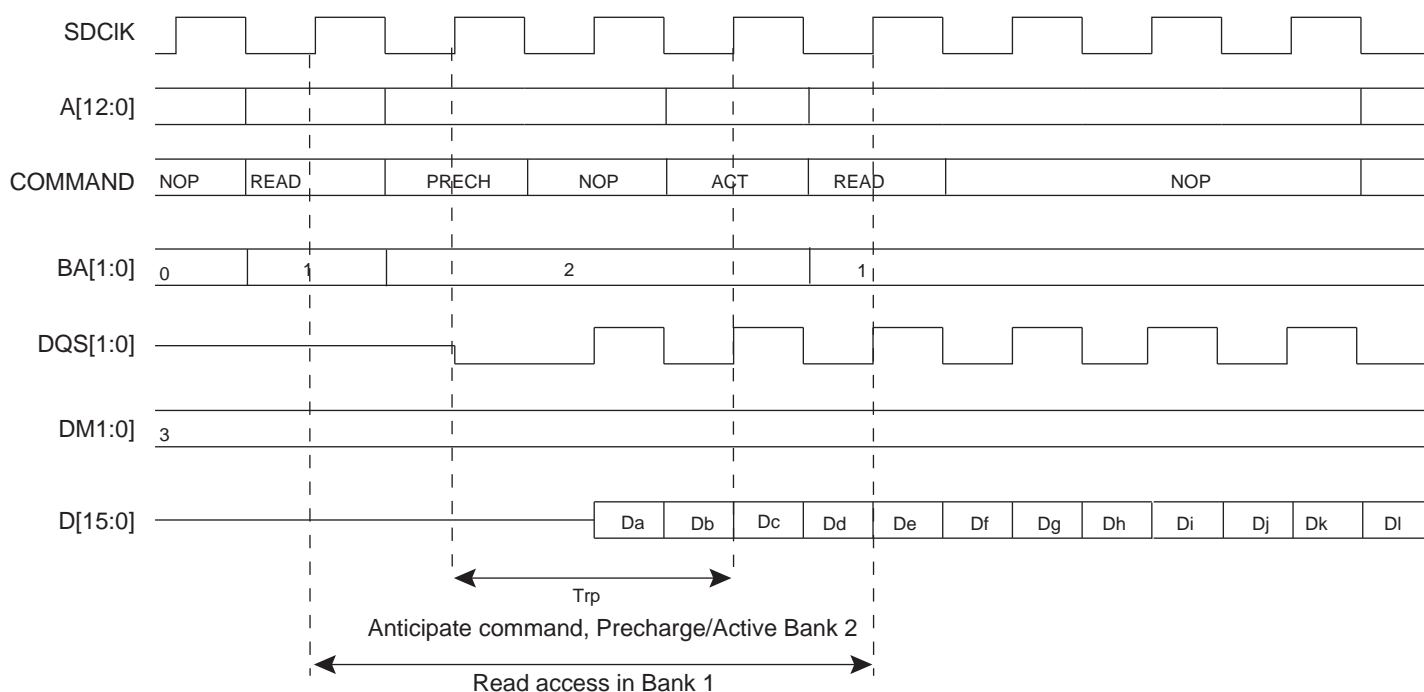 SDClK
A[12:0]
COMMAND NOP READ PRECH NOP ACT READ NOP
BA[1:0] 0 1 2 1
DQS[1:0]
DM1:0] 3
D[15:0] Da Db Dc Dd De Df Dg Dh Di Dj Dk Dl
Trp
Anticipate command, Precharge/Active Bank 2
Read access in Bank 1